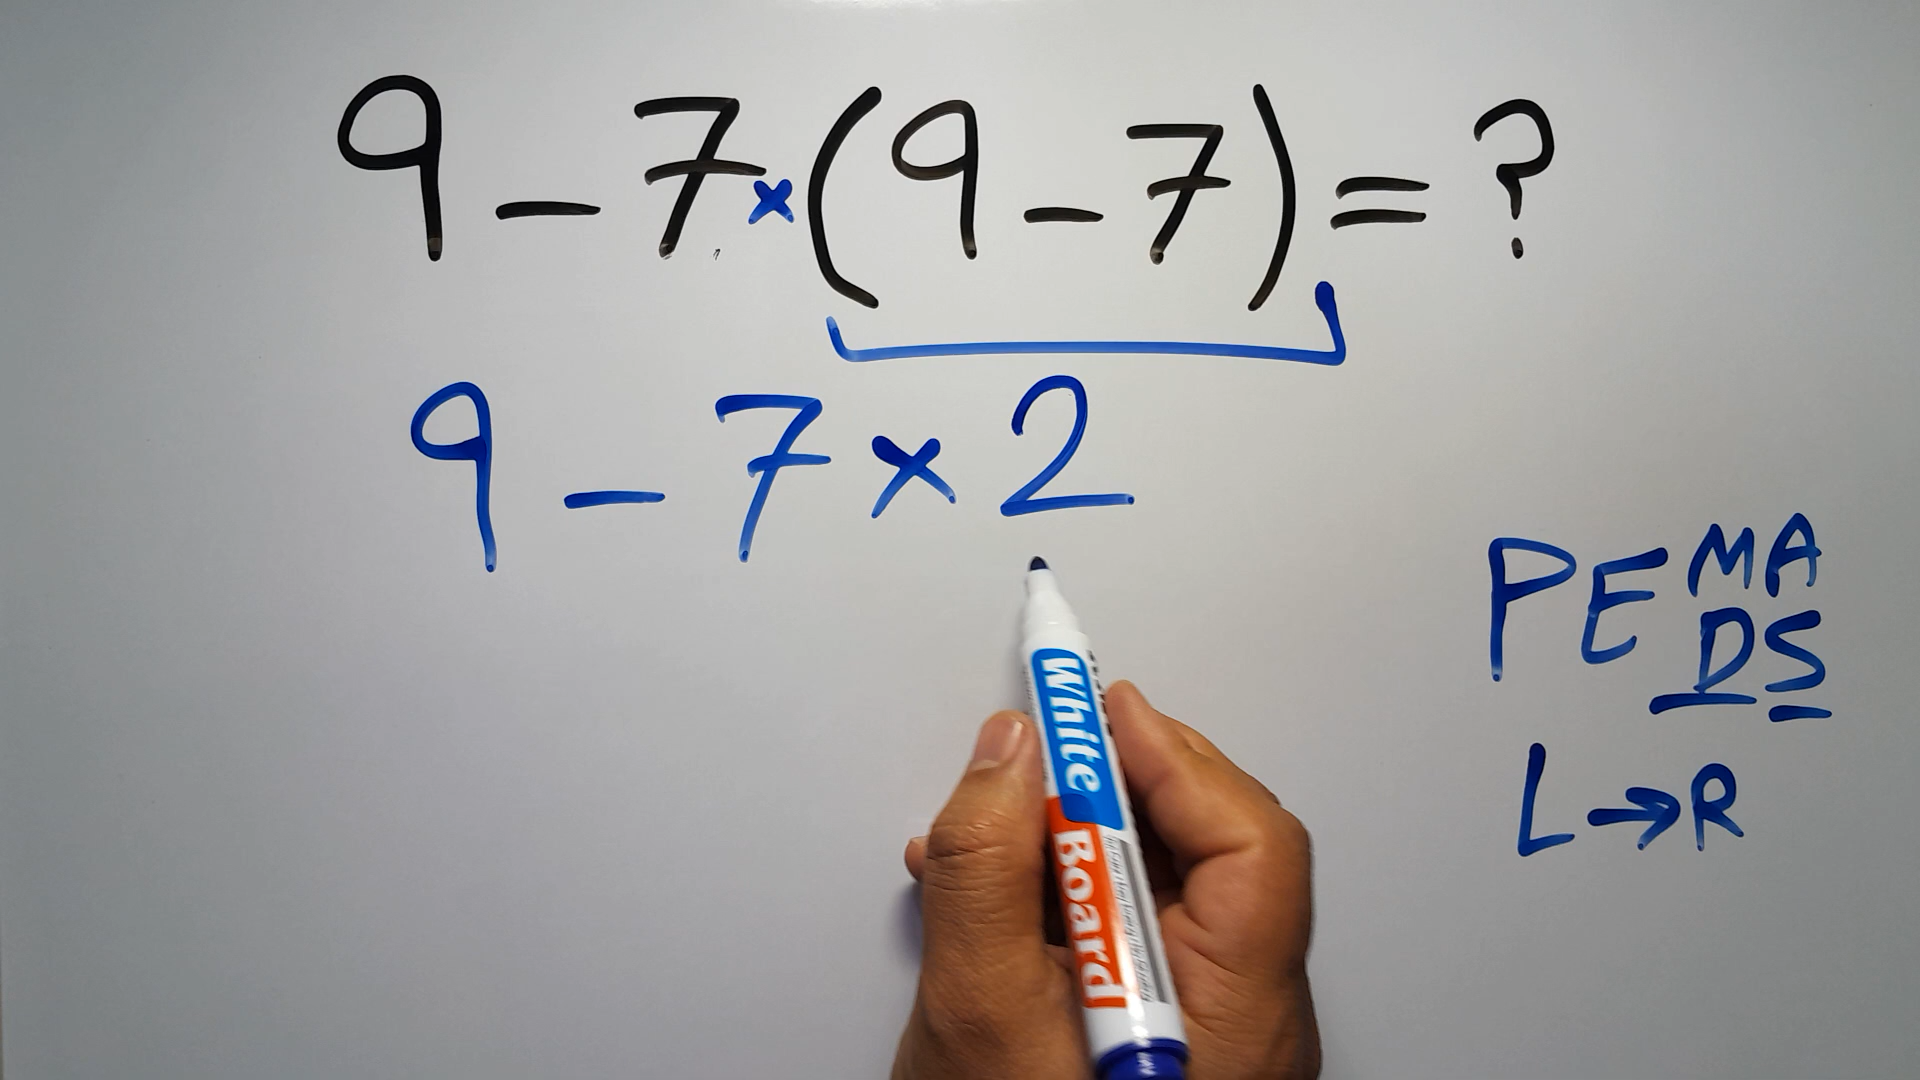 9 - 7 × (9 - 7) = ?
9 - 7 × 2
PE MA
DS
L → R
White Board